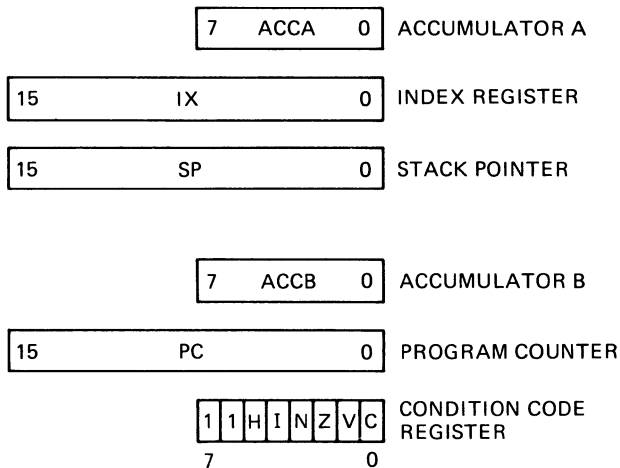 7 ACCA 0 ACCUMULATOR A
15 IX 0 INDEX REGISTER
15 SP 0 STACK POINTER
7 ACCB 0 ACCUMULATOR B
15 PC 0 PROGRAM COUNTER
1 1 H I N Z V C CONDITION CODE
REGISTER
7 0